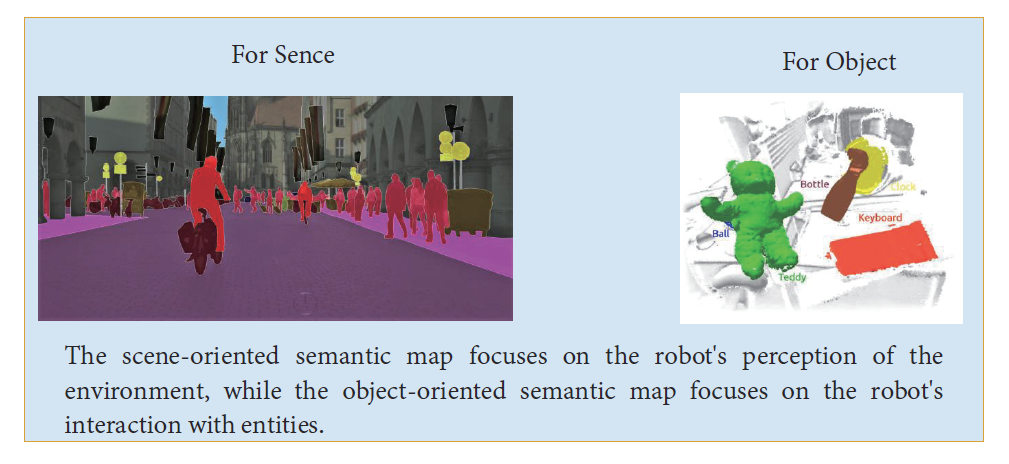 For Sence
For Object
Bottle
Clock
Keyboard
Ball
Teddy
The scene-oriented semantic map focuses on the robot's perception of the
environment, while the object-oriented semantic map focuses on the robot's
interaction with entities.